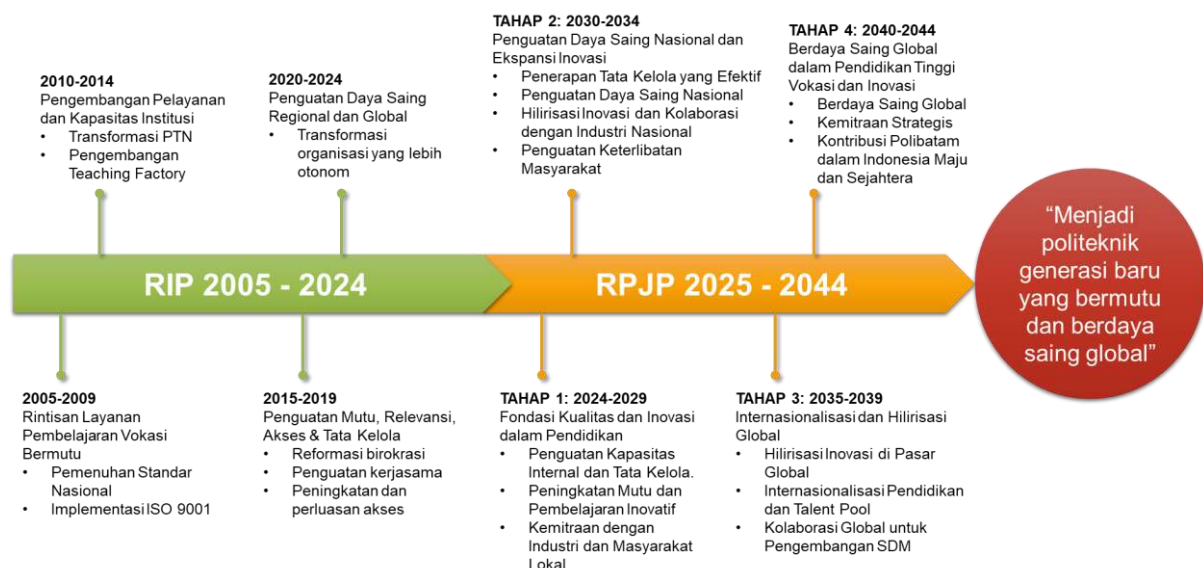 2010-2014
Pengembangan Pelayanan
dan Kapasitas Institusi
• Transformasi PTN
• Pengembangan
Teaching Factory
2020-2024
Penguatan Daya Saing
Regional dan Global
• Transformasi
organisasi yang lebih
otonom
TAHAP 2: 2030-2034
Penguatan Daya Saing Nasional dan
Ekspansi Inovasi
• Penerapan Tata Kelola yang Efektif
• Penguatan Daya Saing Nasional
• Hilirisasi Inovasi dan Kolaborasi
dengan Industri Nasional
• Penguatan Keterlibatan
Masyarakat
TAHAP 4: 2040-2044
Berdaya Saing Global
dalam Pendidikan Tinggi
Vokasi dan Inovasi
• Berdaya Saing Global
• Kemitraan Strategis
• Kontribusi Polibatam
dalam Indonesia Maju
dan Sejahtera
RIP 2005 - 2024
RPJP 2025 - 2044
“Menjadi
politeknik
generasi baru
yang bermutu
dan berdaya
saing global”
2005-2009
Rintisan Layanan
Pembelajaran Vokasi
Bermutu
• Pemenuhan Standar
Nasional
• Implementasi ISO 9001
2015-2019
Penguatan Mutu, Relevansi,
Akses & Tata Kelola
• Reformasi birokrasi
• Penguatan kerjasama
• Peningkatan dan
perluasan akses
TAHAP 1: 2024-2029
Fondasi Kualitas dan Inovasi
dalam Pendidikan
• Penguatan Kapasitas
Internal dan Tata Kelola.
• Peningkatan Mutu dan
Pembelajaran Inovatif
• Kemitraan dengan
Industri dan Masyarakat
Lokal
TAHAP 3: 2035-2039
Internasionalisasi dan Hilirisasi
Global
• Hilirisasi Inovasi di Pasar
Global
• Internasionalisasi Pendidikan
dan Talent Pool
• Kolaborasi Global untuk
Pengembangan SDM